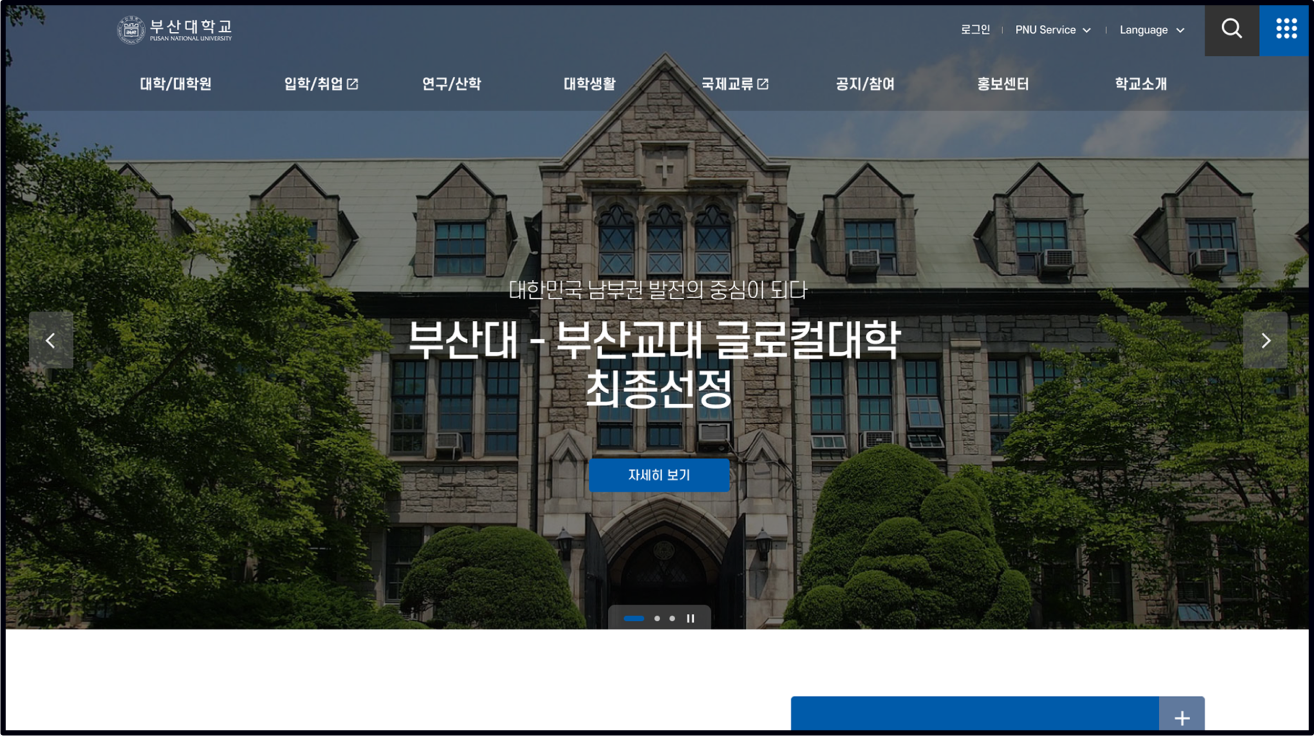 부산대학교
PUSAN NATIONAL UNIVERSITY
로그인 PNU Service Language
대학/대학원 입학/취업 연구/산학 대학생활 국제교류 공지/참여 홍보센터 학교소개
대한민국 남부권 발전의 중심이 되다
부산대 - 부산교대 글로컬대학
최종선정
자세히 보기